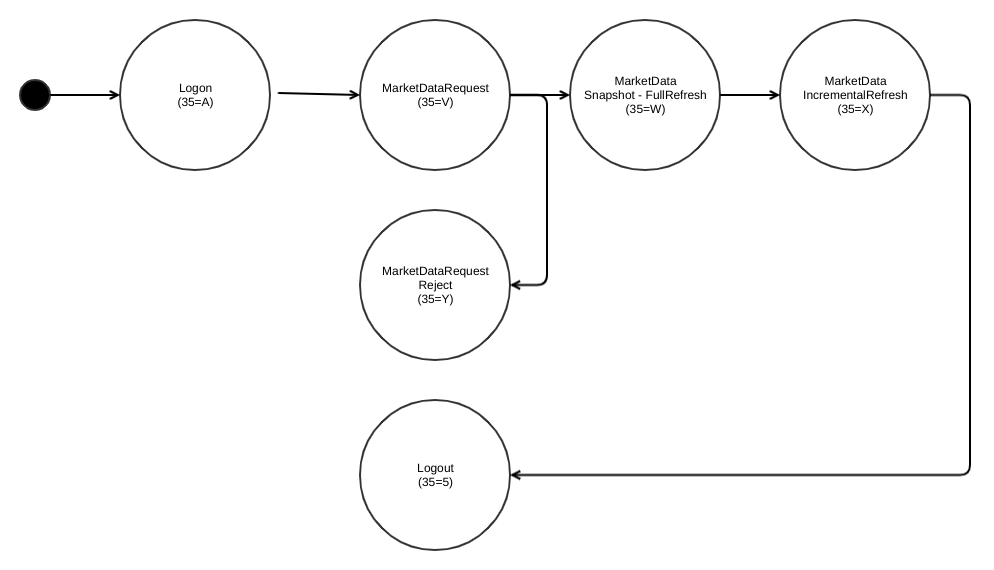 Logon
(35=A)
MarketDataRequest
(35=V)
MarketData
Snapshot - FullRefresh
(35=W)
MarketData
IncrementalRefresh
(35=X)
MarketDataRequest
Reject
(35=Y)
Logout
(35=5)